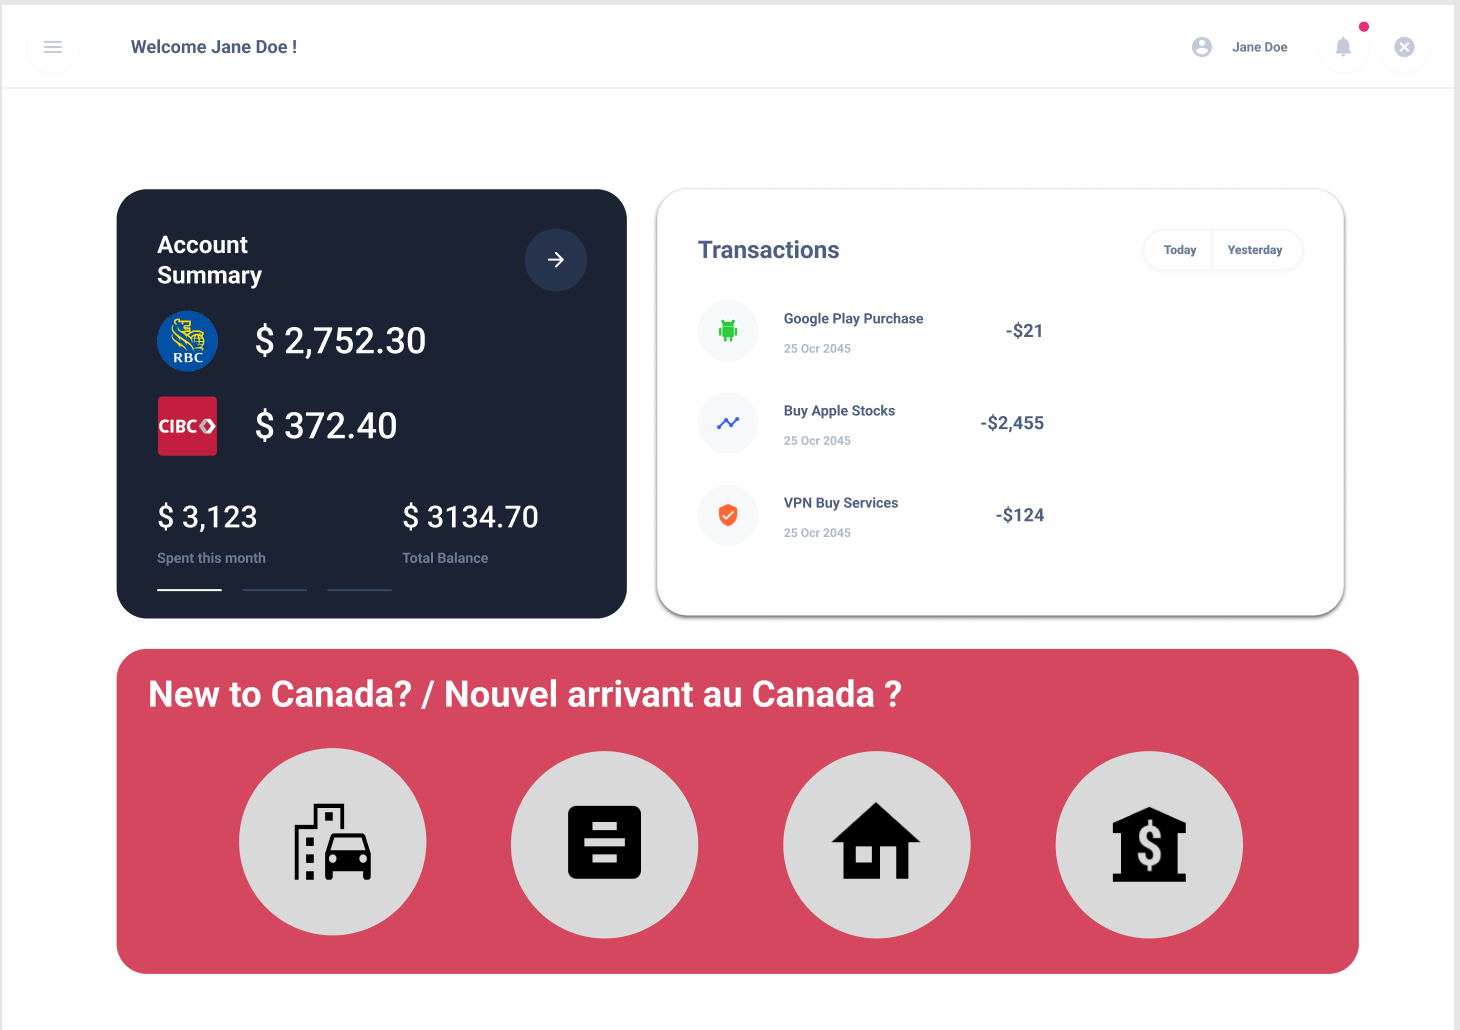 Welcome Jane Doe !
Jane Doe
Account
Summary
RBC
$ 2,752.30
CIBC
$ 372.40
$ 3,123
$ 3134.70
Spent this month
Total Balance
Transactions
Today
Yesterday
Google Play Purchase
-$21
25 Ocr 2045
Buy Apple Stocks
-$2,455
25 Ocr 2045
VPN Buy Services
-$124
25 Ocr 2045
New to Canada? / Nouvel arrivant au Canada ?
$